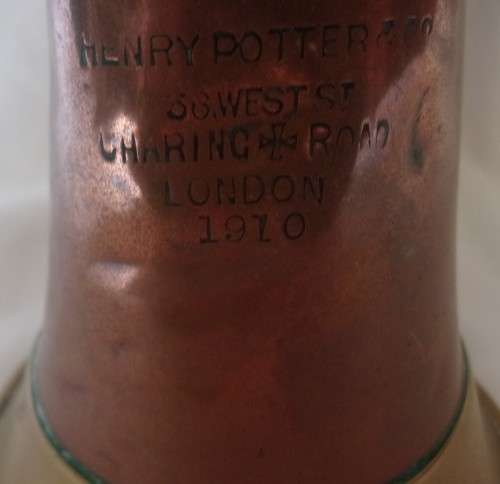 HENRY POTTER & CO
36. WEST ST
CHARING ✠ ROAD
LONDON
1910